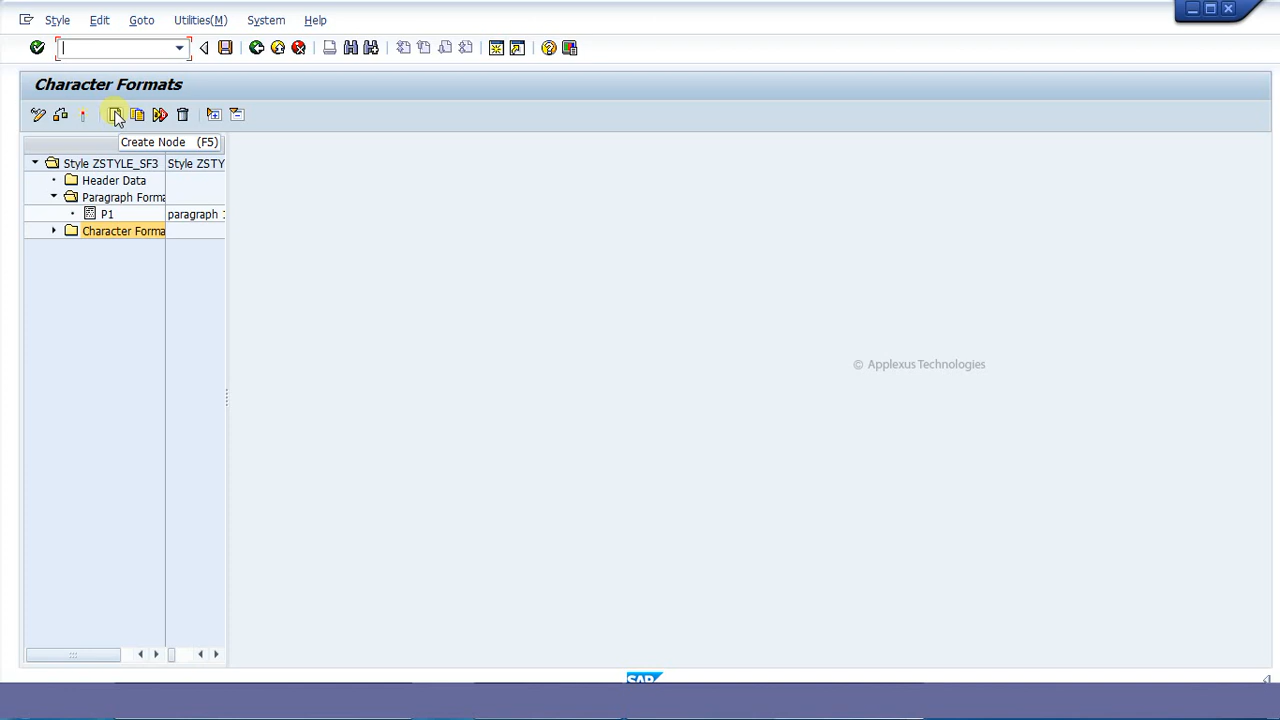 Style Edit Goto Utilities(M) System Help
Character Formats
Create Node (F5)
Style ZSTYLE_SF3 Style ZSTY
Header Data
Paragraph Forma
P1 paragraph
Character Forma
© Applexus Technologies
SAP